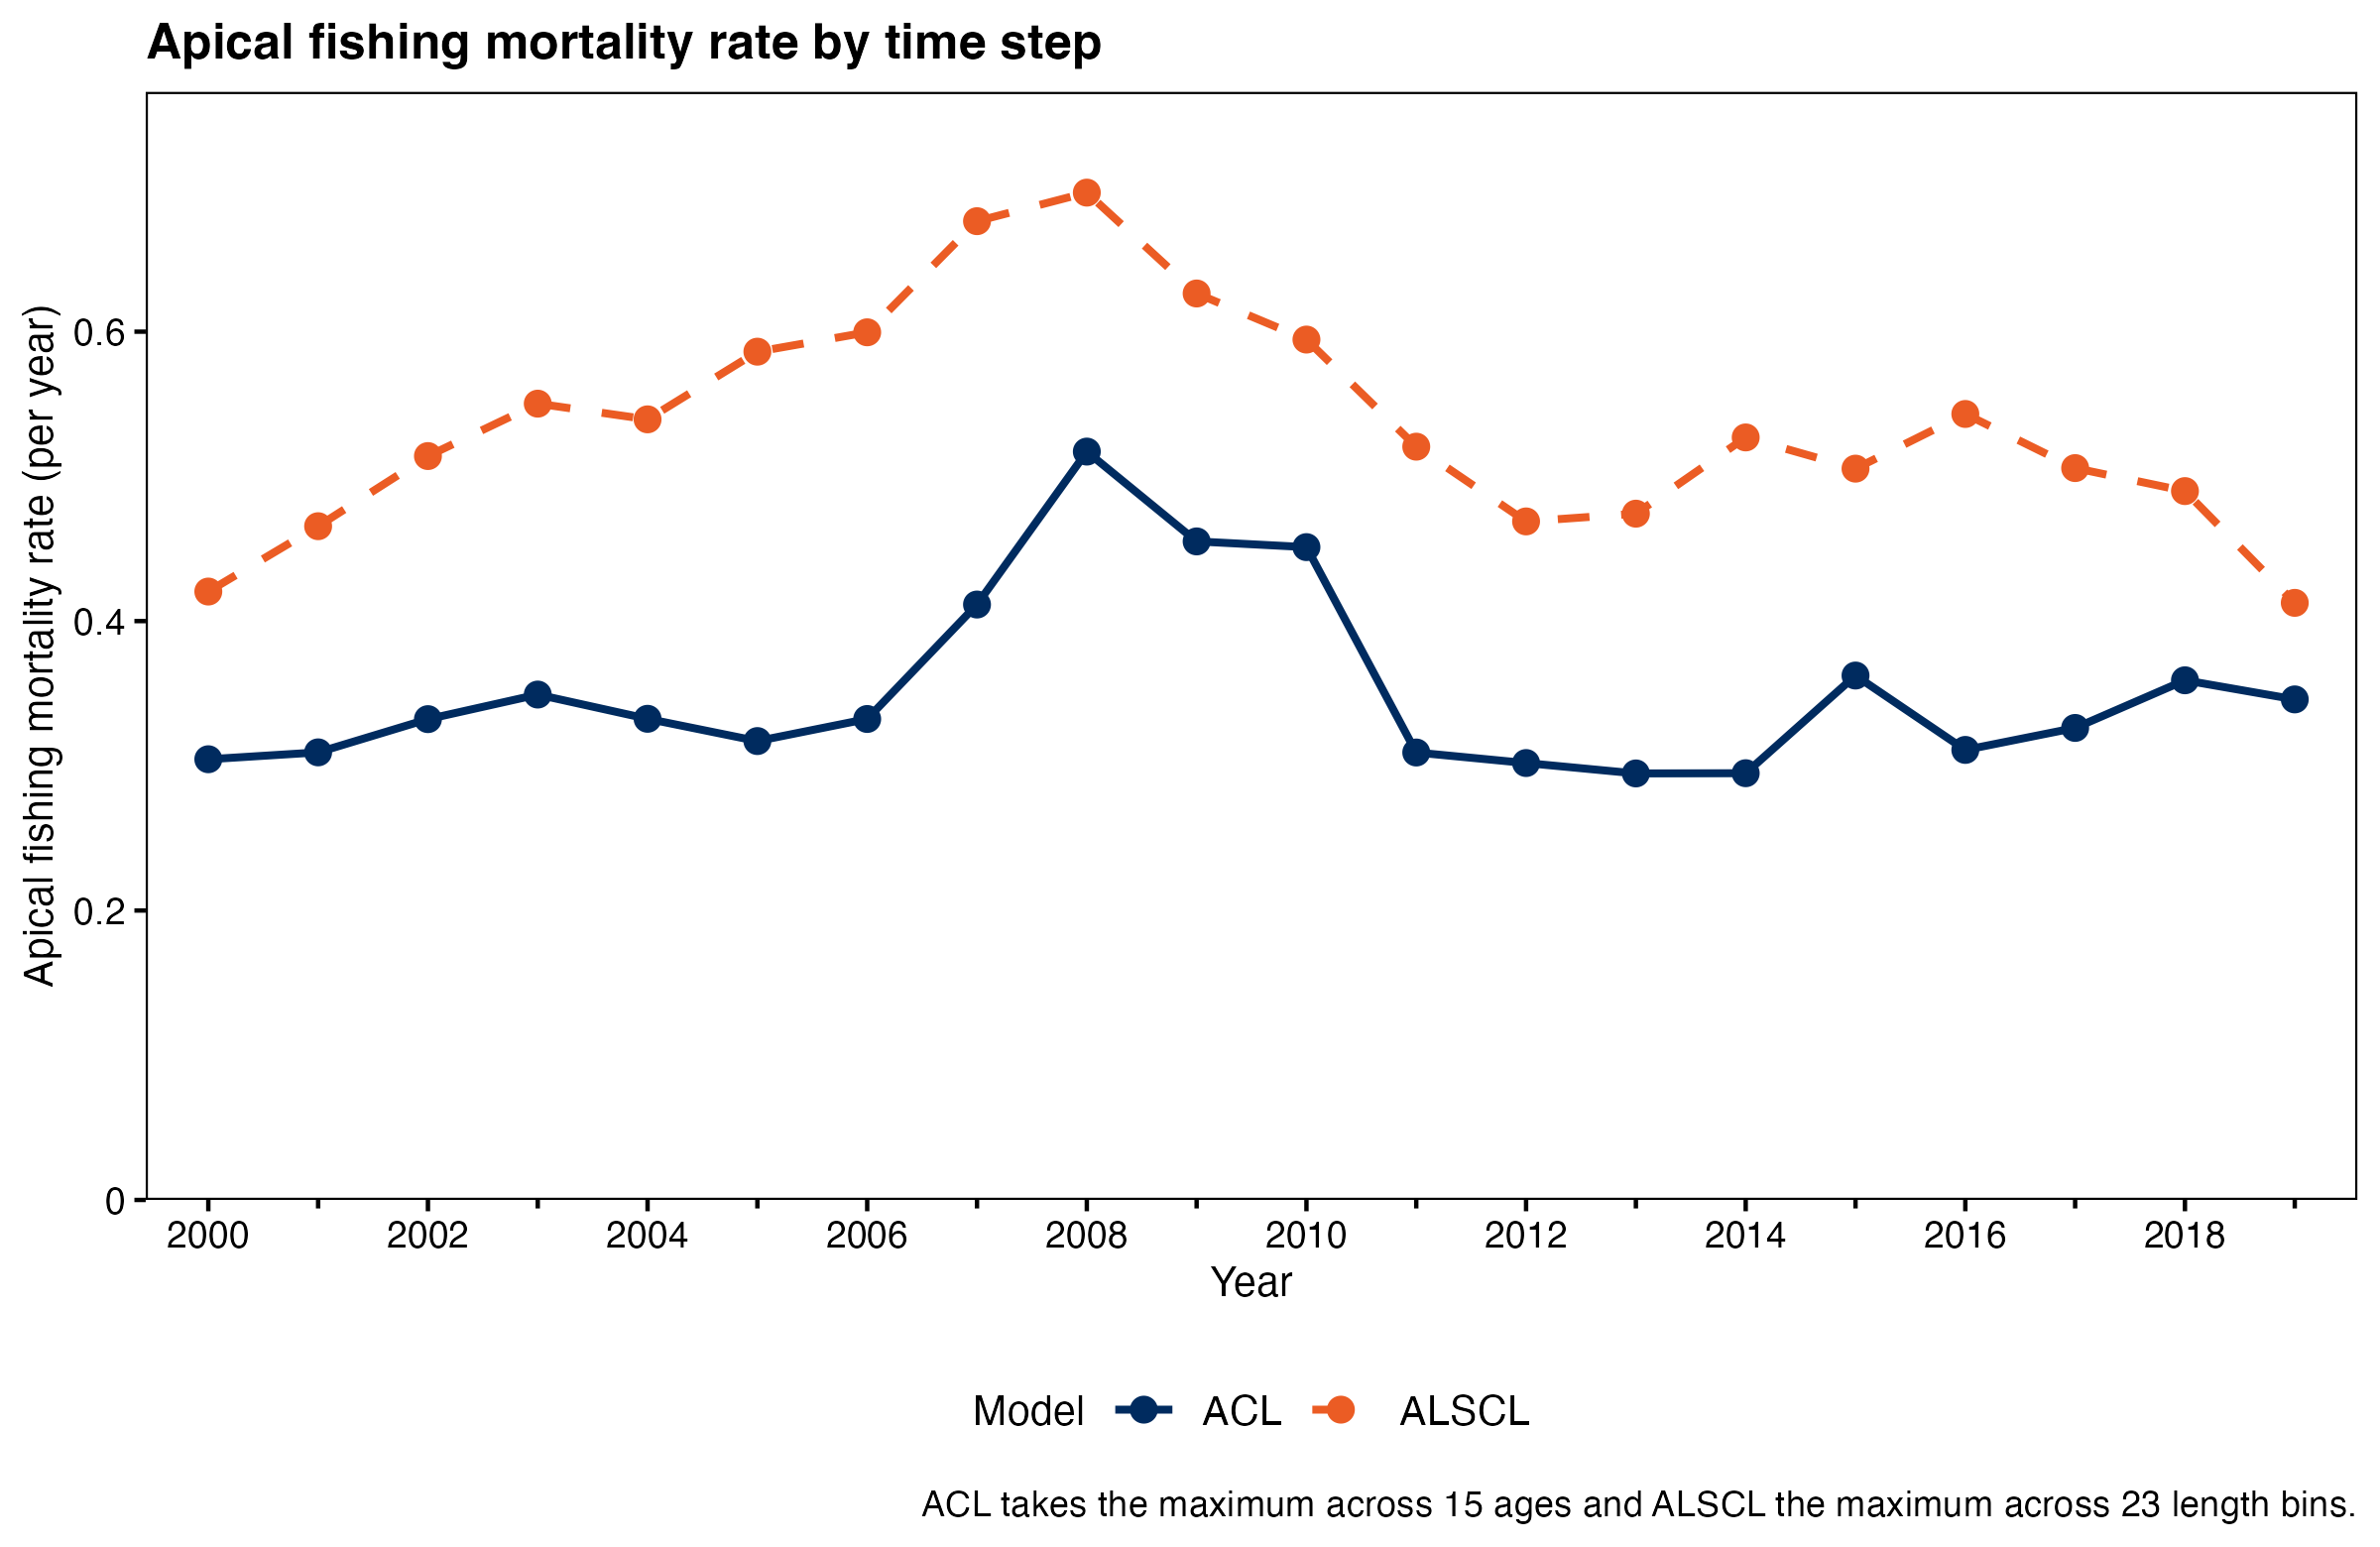 Apical fishing mortality rate by time step
Apical fishing mortality rate (per year)
0.6
0.4
0.2
0
2000 2002 2004 2006 2008 2010 2012 2014 2016 2018
Year
Model ACL ALSCL
ACL takes the maximum across 15 ages and ALSCL the maximum across 23 length bins.